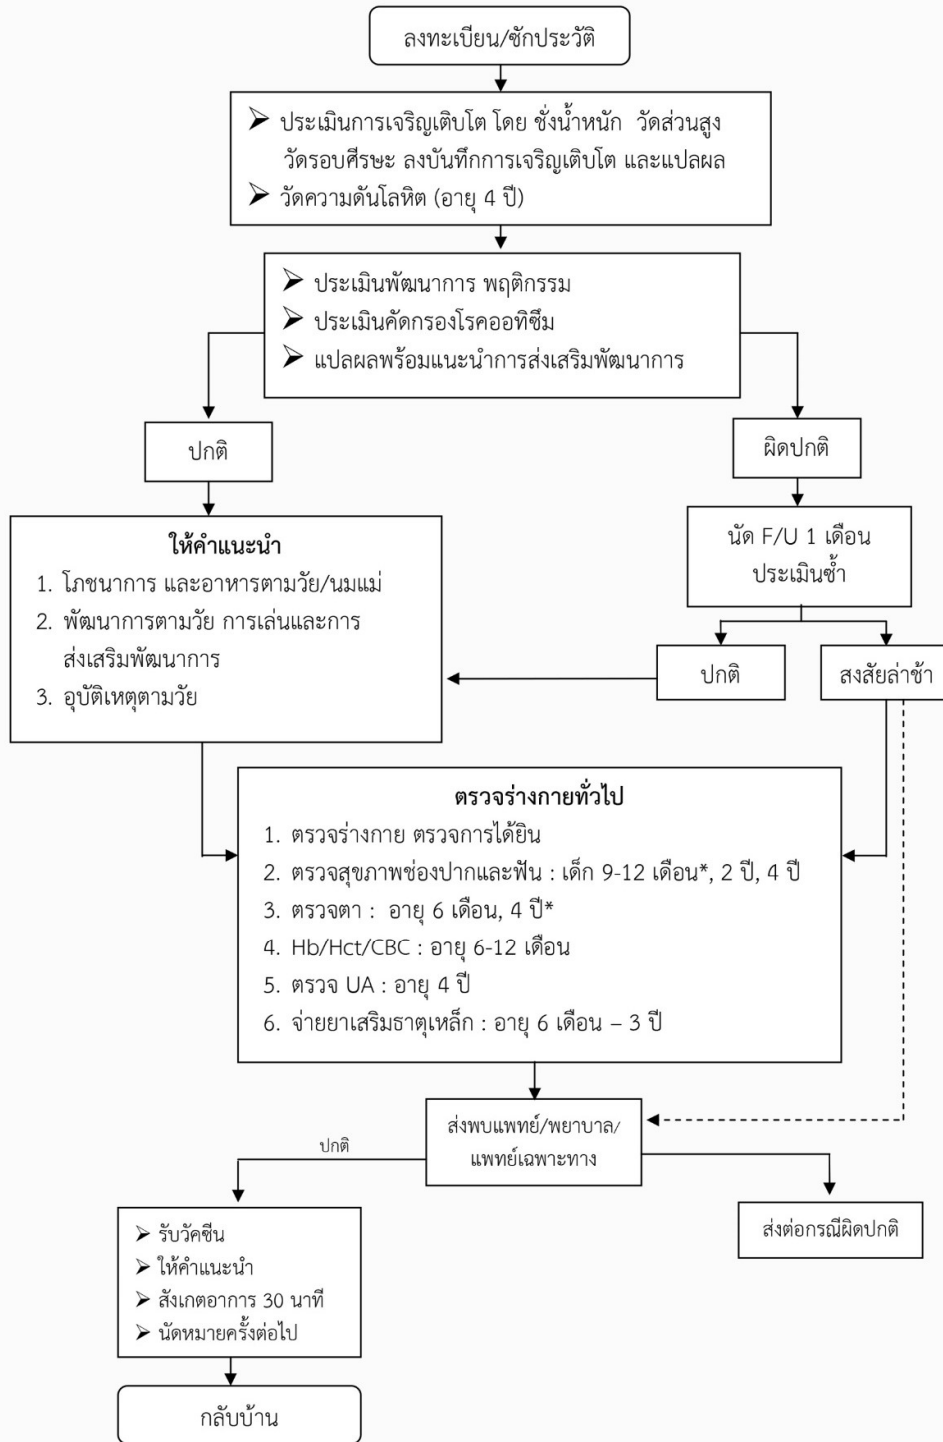 ลงทะเบียน/ซักประวัติ
➢ ประเมินการเจริญเติบโต โดย ชั่งน้ำหนัก วัดส่วนสูง
วัดรอบศีรษะ ลงบันทึกการเจริญเติบโต และแปลผล
➢ วัดความดันโลหิต (อายุ 4 ปี)
➢ ประเมินพัฒนาการ พฤติกรรม
➢ ประเมินคัดกรองโรคออทิซึม
➢ แปลผลพร้อมแนะนำการส่งเสริมพัฒนาการ
ปกติ
ผิดปกติ
ให้คำแนะนำ
1. โภชนาการ และอาหารตามวัย/นมแม่
2. พัฒนาการตามวัย การเล่นและการ
ส่งเสริมพัฒนาการ
3. อุบัติเหตุตามวัย
นัด F/U 1 เดือน
ประเมินซ้ำ
ปกติ
สงสัยล่าช้า
ตรวจร่างกายทั่วไป
1. ตรวจร่างกาย ตรวจการได้ยิน
2. ตรวจสุขภาพช่องปากและฟัน : เด็ก 9-12 เดือน*, 2 ปี, 4 ปี
3. ตรวจตา : อายุ 6 เดือน, 4 ปี*
4. Hb/Hct/CBC : อายุ 6-12 เดือน
5. ตรวจ UA : อายุ 4 ปี
6. จ่ายยาเสริมธาตุเหล็ก : อายุ 6 เดือน – 3 ปี
ส่งพบแพทย์/พยาบาล/
แพทย์เฉพาะทาง
ปกติ
ส่งต่อกรณีผิดปกติ
➢ รับวัคซีน
➢ ให้คำแนะนำ
➢ สังเกตอาการ 30 นาที
➢ นัดหมายครั้งต่อไป
กลับบ้าน